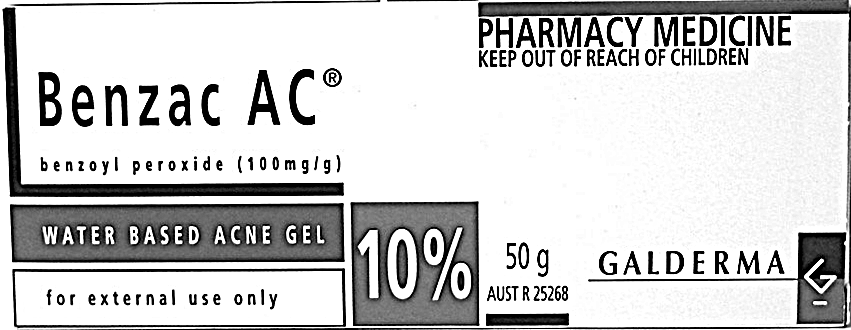 PHARMACY MEDICINE
KEEP OUT OF REACH OF CHILDREN
Benzac AC®
benzoyl peroxide (100mg/g)
WATER BASED ACNE GEL
for external use only
10%
50 g
AUST R 25268
GALDERMA
G